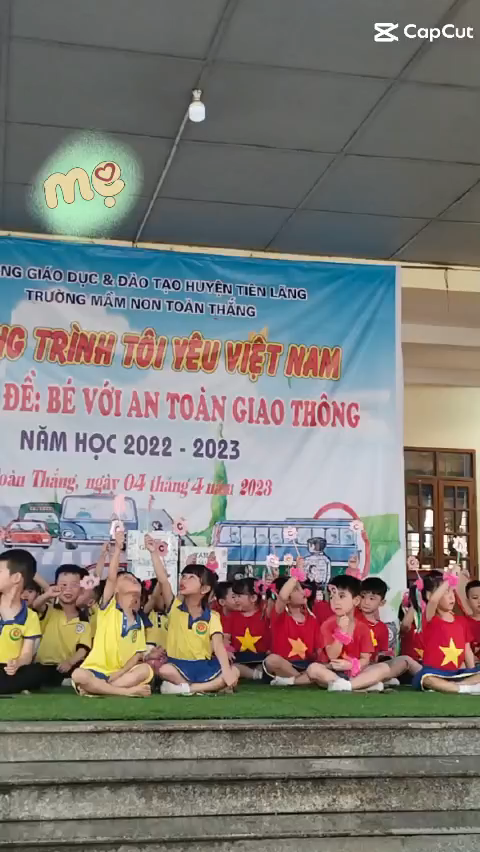 CapCut
mẹ
NG GIÁO DỤC & ĐÀO TẠO HUYỆN TIÊN LÃNG
TRƯỜNG MẦM NON TOÀN THẮNG
NG TRÌNH TÔI YÊU VIỆT NAM
ĐỀ: BÉ VỚI AN TOÀN GIAO THÔNG
NĂM HỌC 2022 - 2023
oàn Thắng, ngày 04 tháng 4 năm 2023